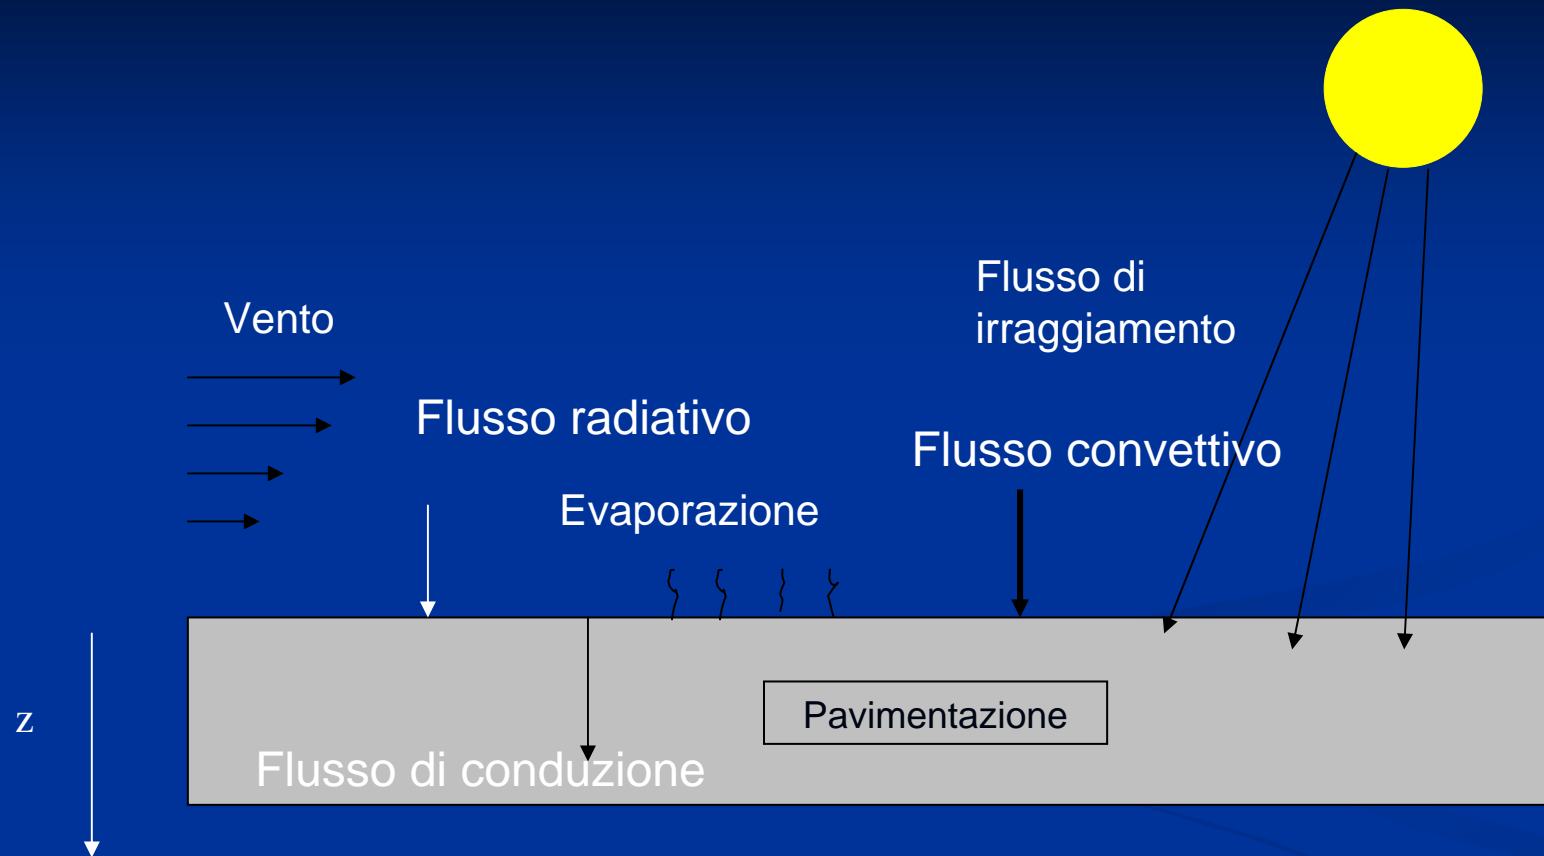 Flusso di
irraggiamento
Vento
Flusso radiativo
Flusso convettivo
Evaporazione
z
Pavimentazione
Flusso di conduzione